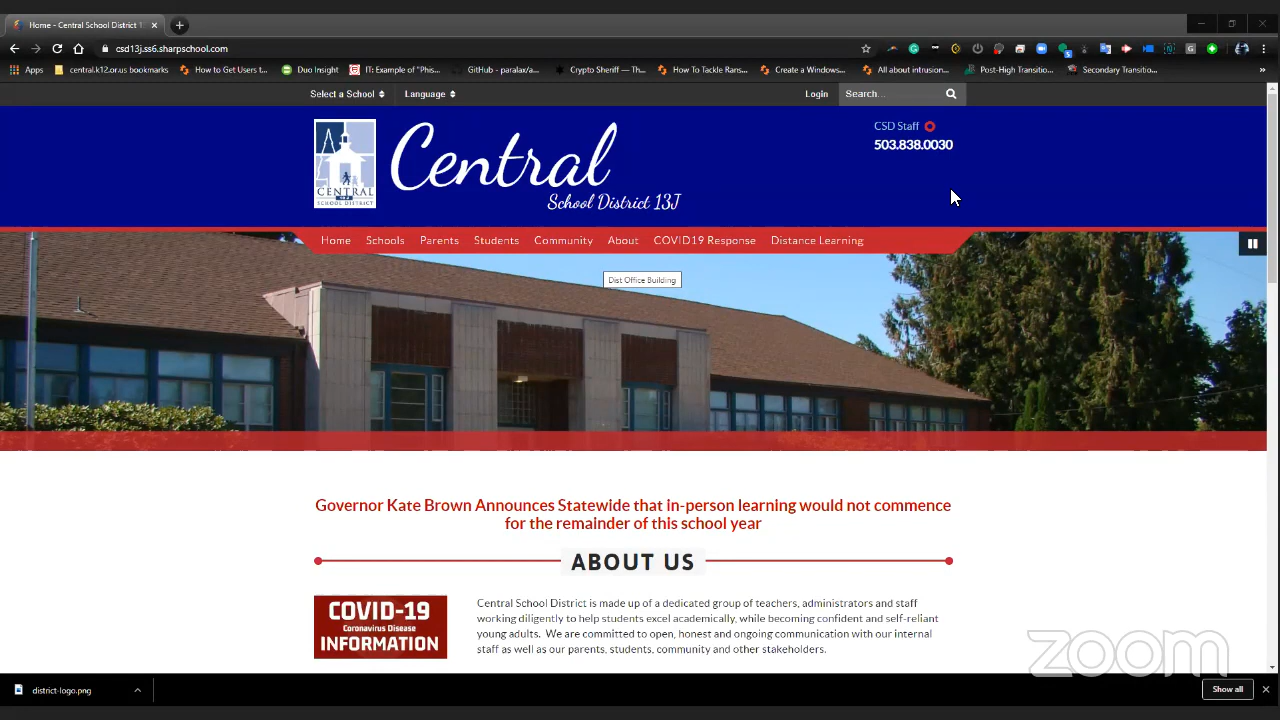 Home - Central School District 1
csd13j.ss6.sharpschool.com
Apps central.k12.or.us bookmarks How to Get Users t... Duo Insight IT: Example of "Phis... GitHub - paralax/a... Crypto Sheriff — Th... How To Tackle Rans... Create a Windows... All about intrusion... Post-High Transitio... Secondary Transitio... »
Select a School Language Login Search...
CSD Staff
503.838.0030
Central
School District 13J
CENTRAL
SCHOOL DISTRICT
Home Schools Parents Students Community About COVID19 Response Distance Learning
Dist Office Building
Governor Kate Brown Announces Statewide that in-person learning would not commence
for the remainder of this school year
ABOUT US
COVID-19
Coronavirus Disease
INFORMATION
Central School District is made up of a dedicated group of teachers, administrators and staff
working diligently to help students excel academically, while becoming confident and self-reliant
young adults. We are committed to open, honest and ongoing communication with our internal
staff as well as our parents, students, community and other stakeholders.
zoom
district-logo.png Show all